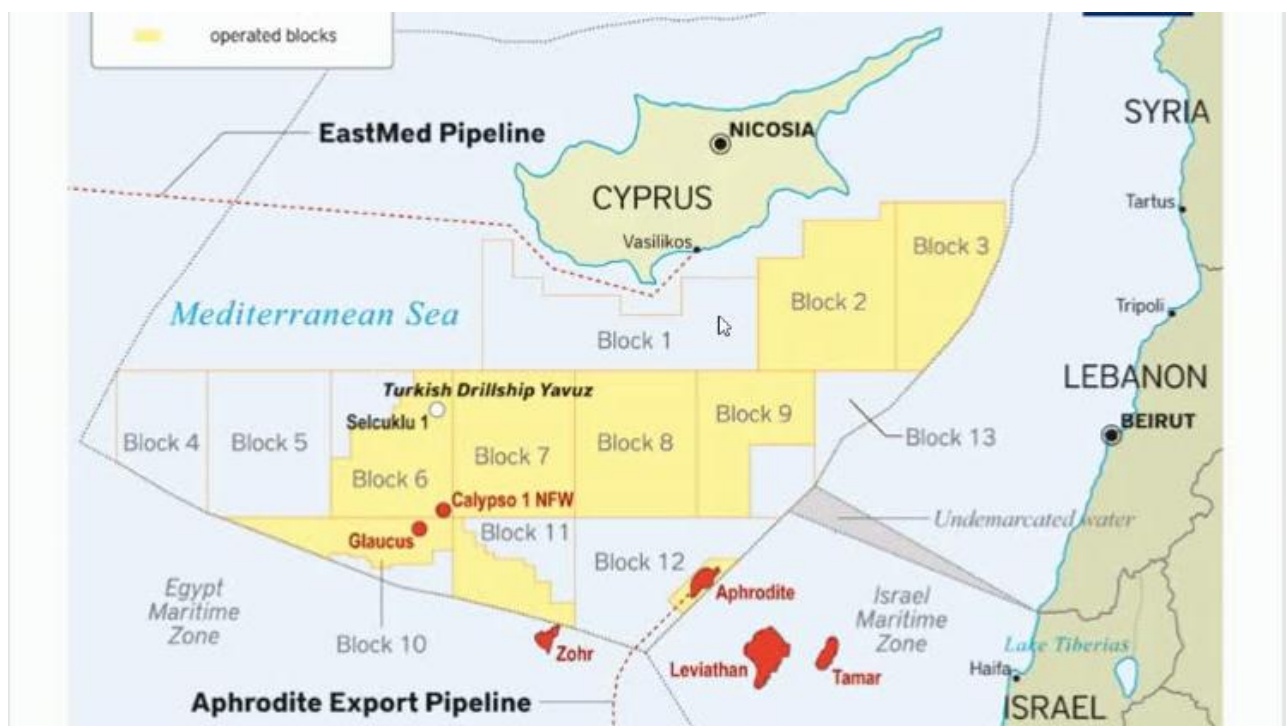 operated blocks
EastMed Pipeline
NICOSIA
SYRIA
CYPRUS
Tartus
Vasilikos
Block 3
Block 2
Mediterranean Sea
Block 1
Tripoli
LEBANON
Turkish Drillship Yavuz
Selcuklu 1
Block 9
BEIRUT
Block 4
Block 5
Block 7
Block 8
Block 13
Block 6
Calypso 1 NFW
Undemarcated water
Glaucus
Block 11
Block 12
Egypt
Maritime
Zone
Aphrodite
Israel
Maritime
Zone
Block 10
Zohr
Leviathan
Tamar
Lake Tiberias
Haifa
Aphrodite Export Pipeline
ISRAEL